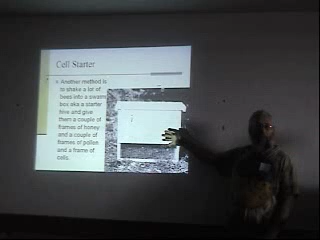 Cell Starter
Another method is
to shake a lot of
bees into a swarm
box aka a starter
hive and give
them a couple of
frames of honey
and a couple of
frames of pollen
and a frame of
cells.